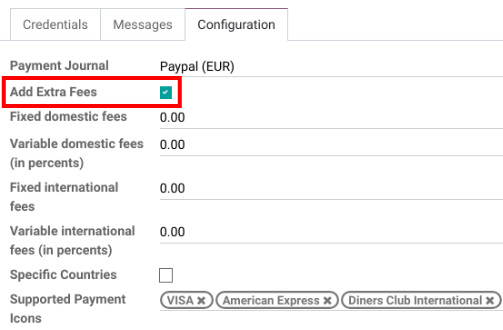 Credentials Messages Configuration
Payment Journal Paypal (EUR)
Add Extra Fees
Fixed domestic fees 0.00
Variable domestic fees 0.00
(in percents)
Fixed international 0.00
fees
Variable international 0.00
fees (in percents)
Specific Countries
Supported Payment VISA × American Express × Diners Club International ×
Icons